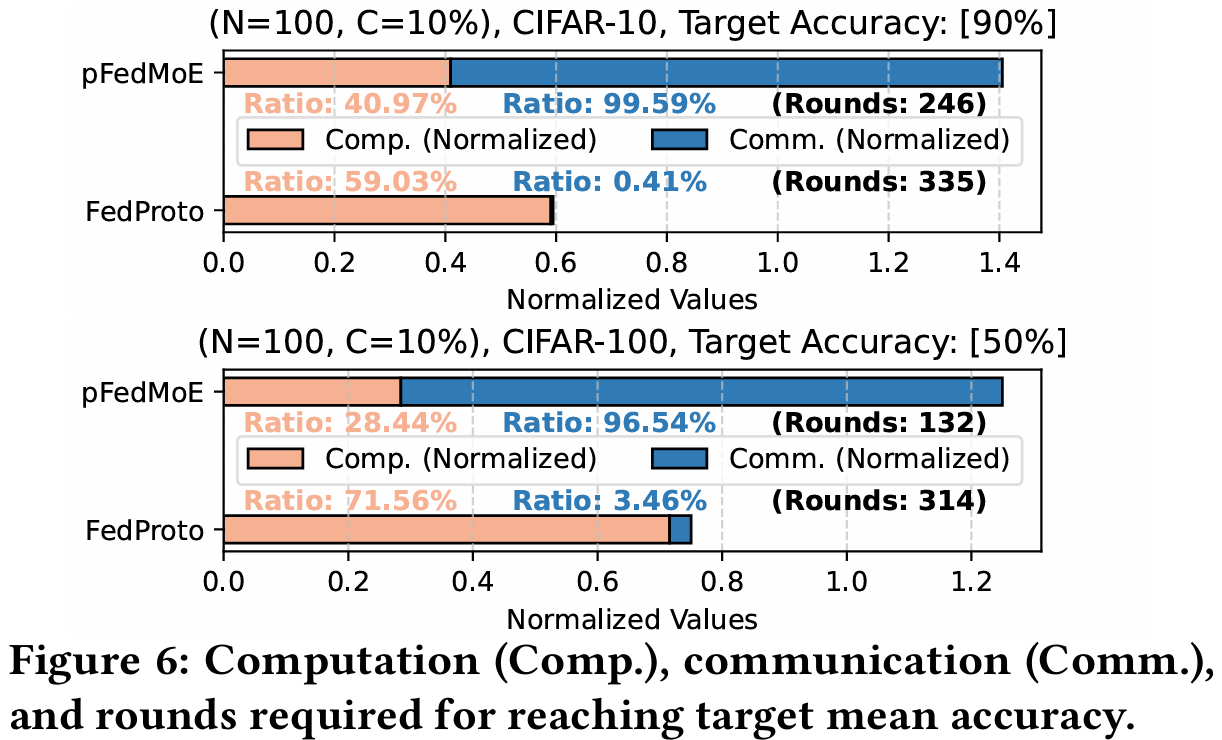 (N=100, C=10%), CIFAR-10, Target Accuracy: [90%]
pFedMoE
Ratio: 40.97% Ratio: 99.59% (Rounds: 246)
Comp. (Normalized) Comm. (Normalized)
Ratio: 59.03% Ratio: 0.41% (Rounds: 335)
FedProto
0.0 0.2 0.4 0.6 0.8 1.0 1.2 1.4
Normalized Values
(N=100, C=10%), CIFAR-100, Target Accuracy: [50%]
pFedMoE
Ratio: 28.44% Ratio: 96.54% (Rounds: 132)
Comp. (Normalized) Comm. (Normalized)
Ratio: 71.56% Ratio: 3.46% (Rounds: 314)
FedProto
0.0 0.2 0.4 0.6 0.8 1.0 1.2
Normalized Values
Figure 6: Computation (Comp.), communication (Comm.),
and rounds required for reaching target mean accuracy.